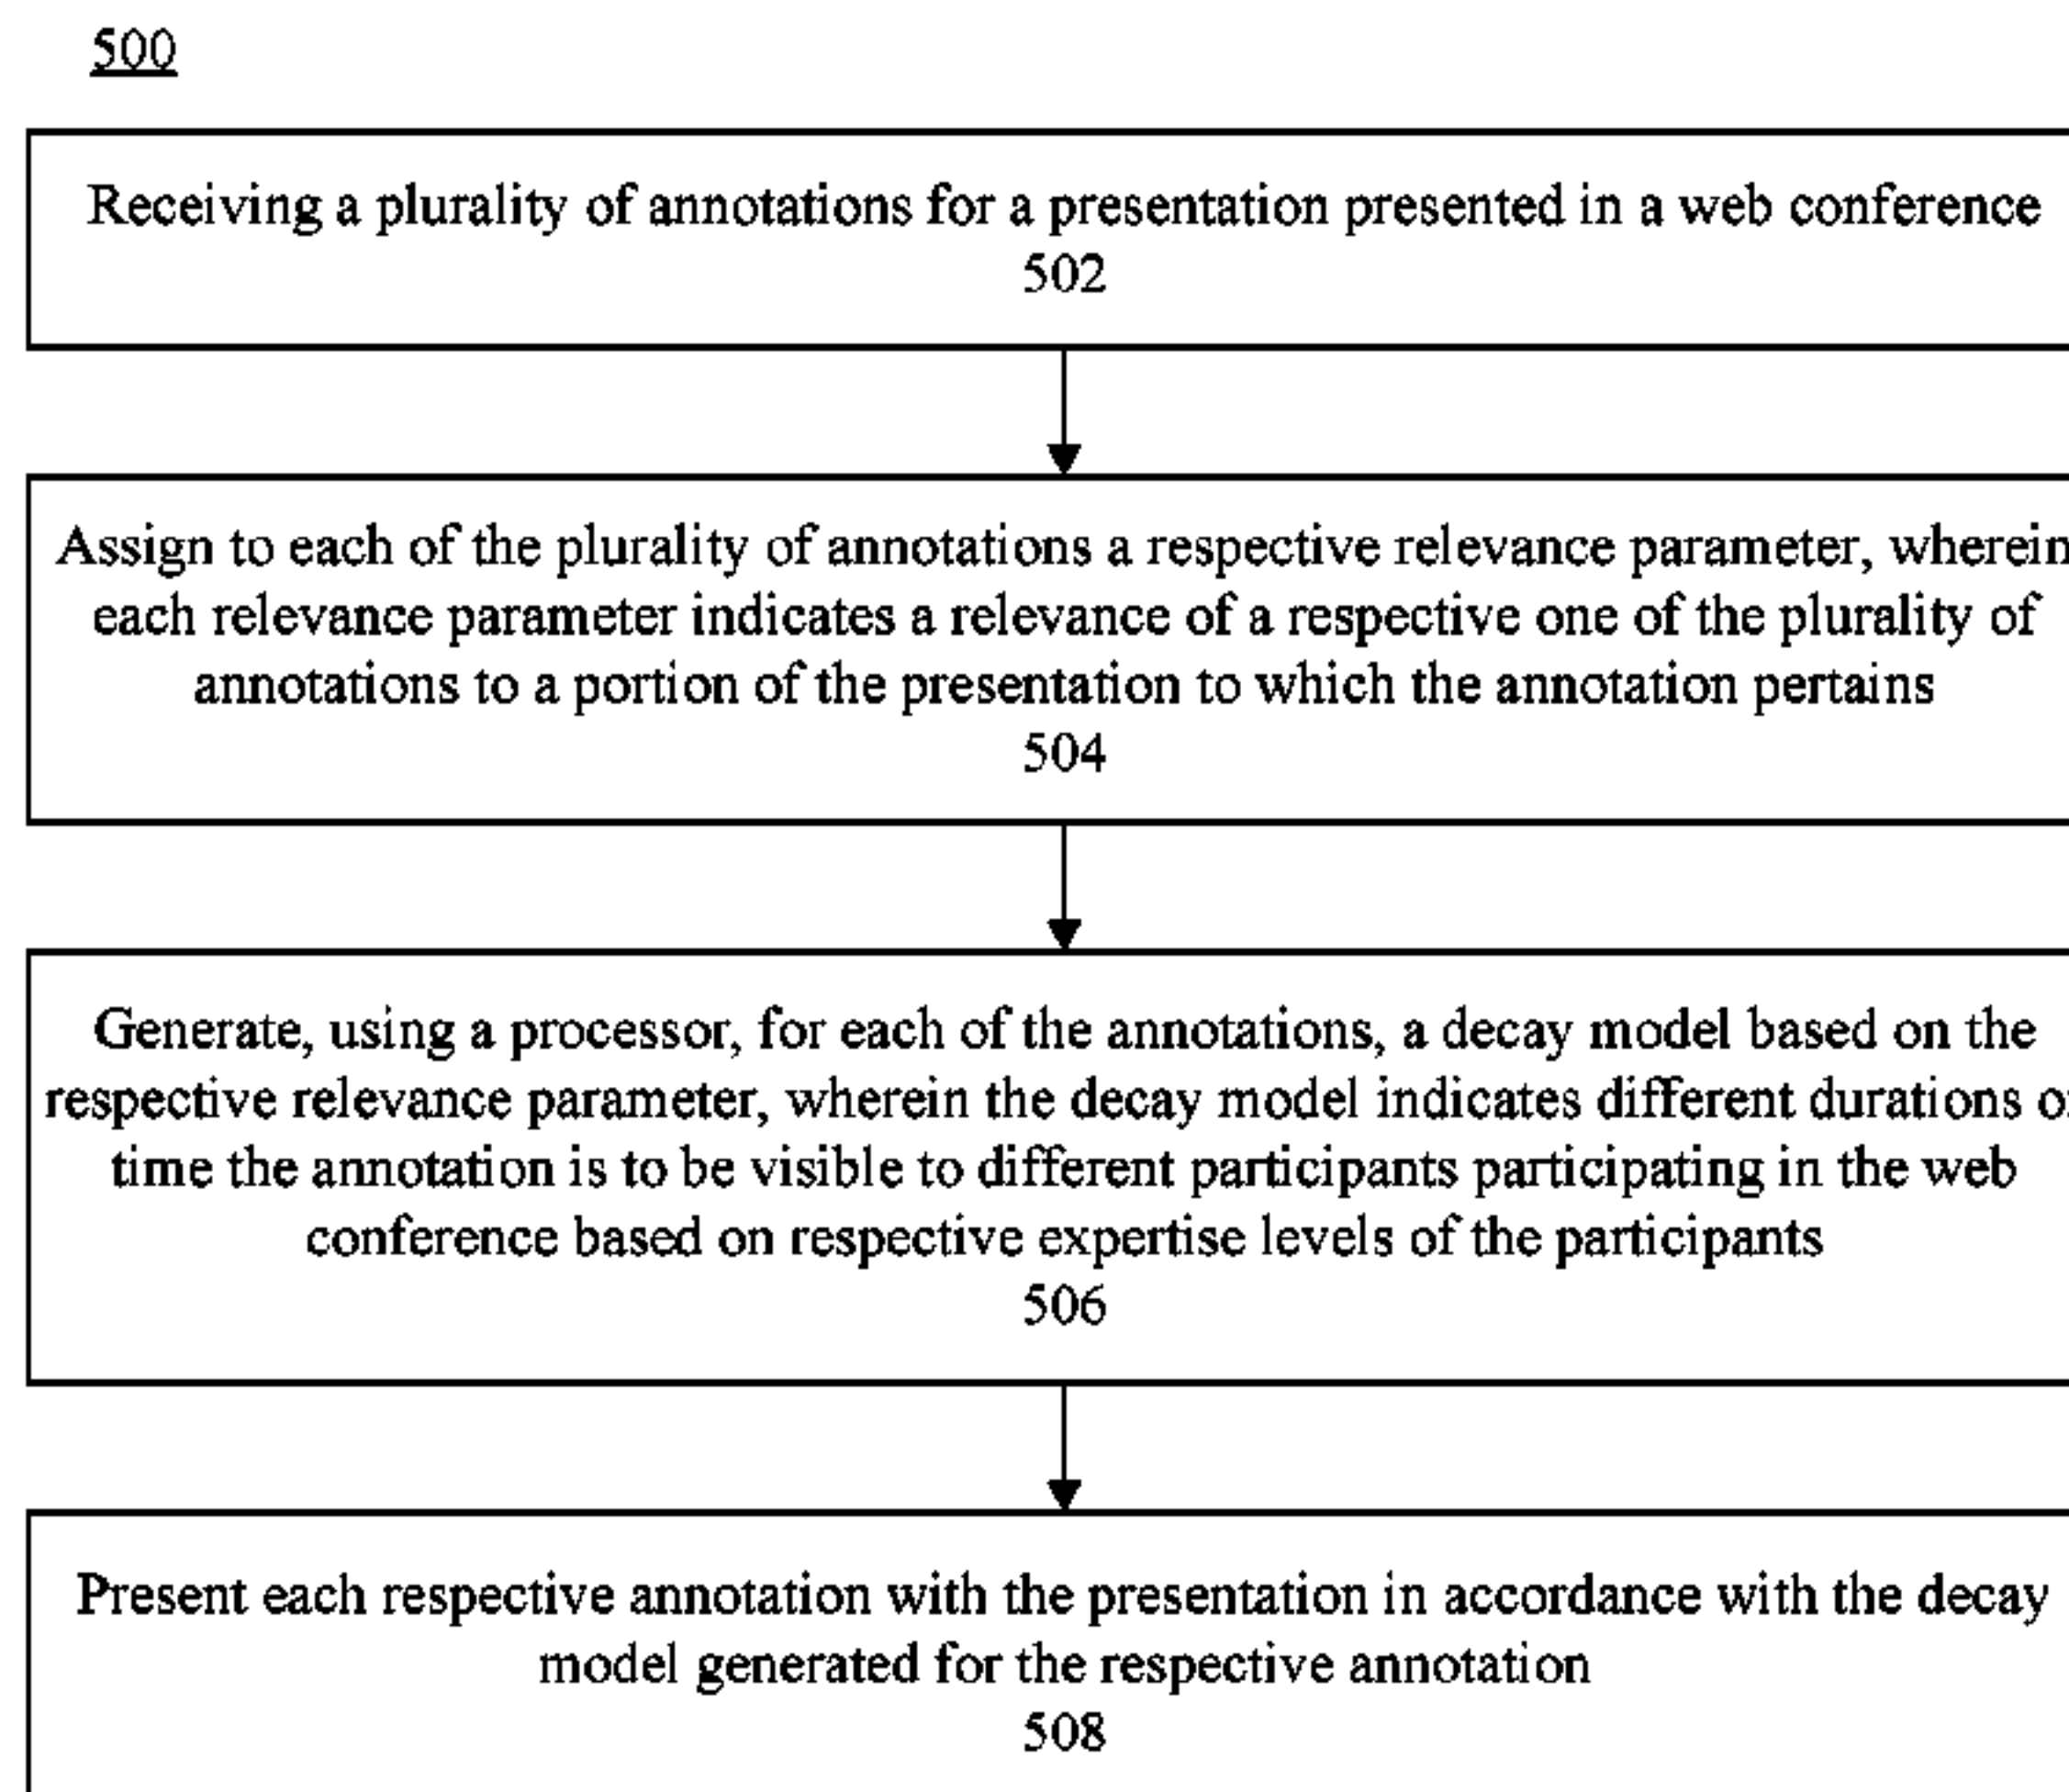 500
Receiving a plurality of annotations for a presentation presented in a web conference
502
Assign to each of the plurality of annotations a respective relevance parameter, wherein
each relevance parameter indicates a relevance of a respective one of the plurality of
annotations to a portion of the presentation to which the annotation pertains
504
Generate, using a processor, for each of the annotations, a decay model based on the
respective relevance parameter, wherein the decay model indicates different durations of
time the annotation is to be visible to different participants participating in the web
conference based on respective expertise levels of the participants
506
Present each respective annotation with the presentation in accordance with the decay
model generated for the respective annotation
508